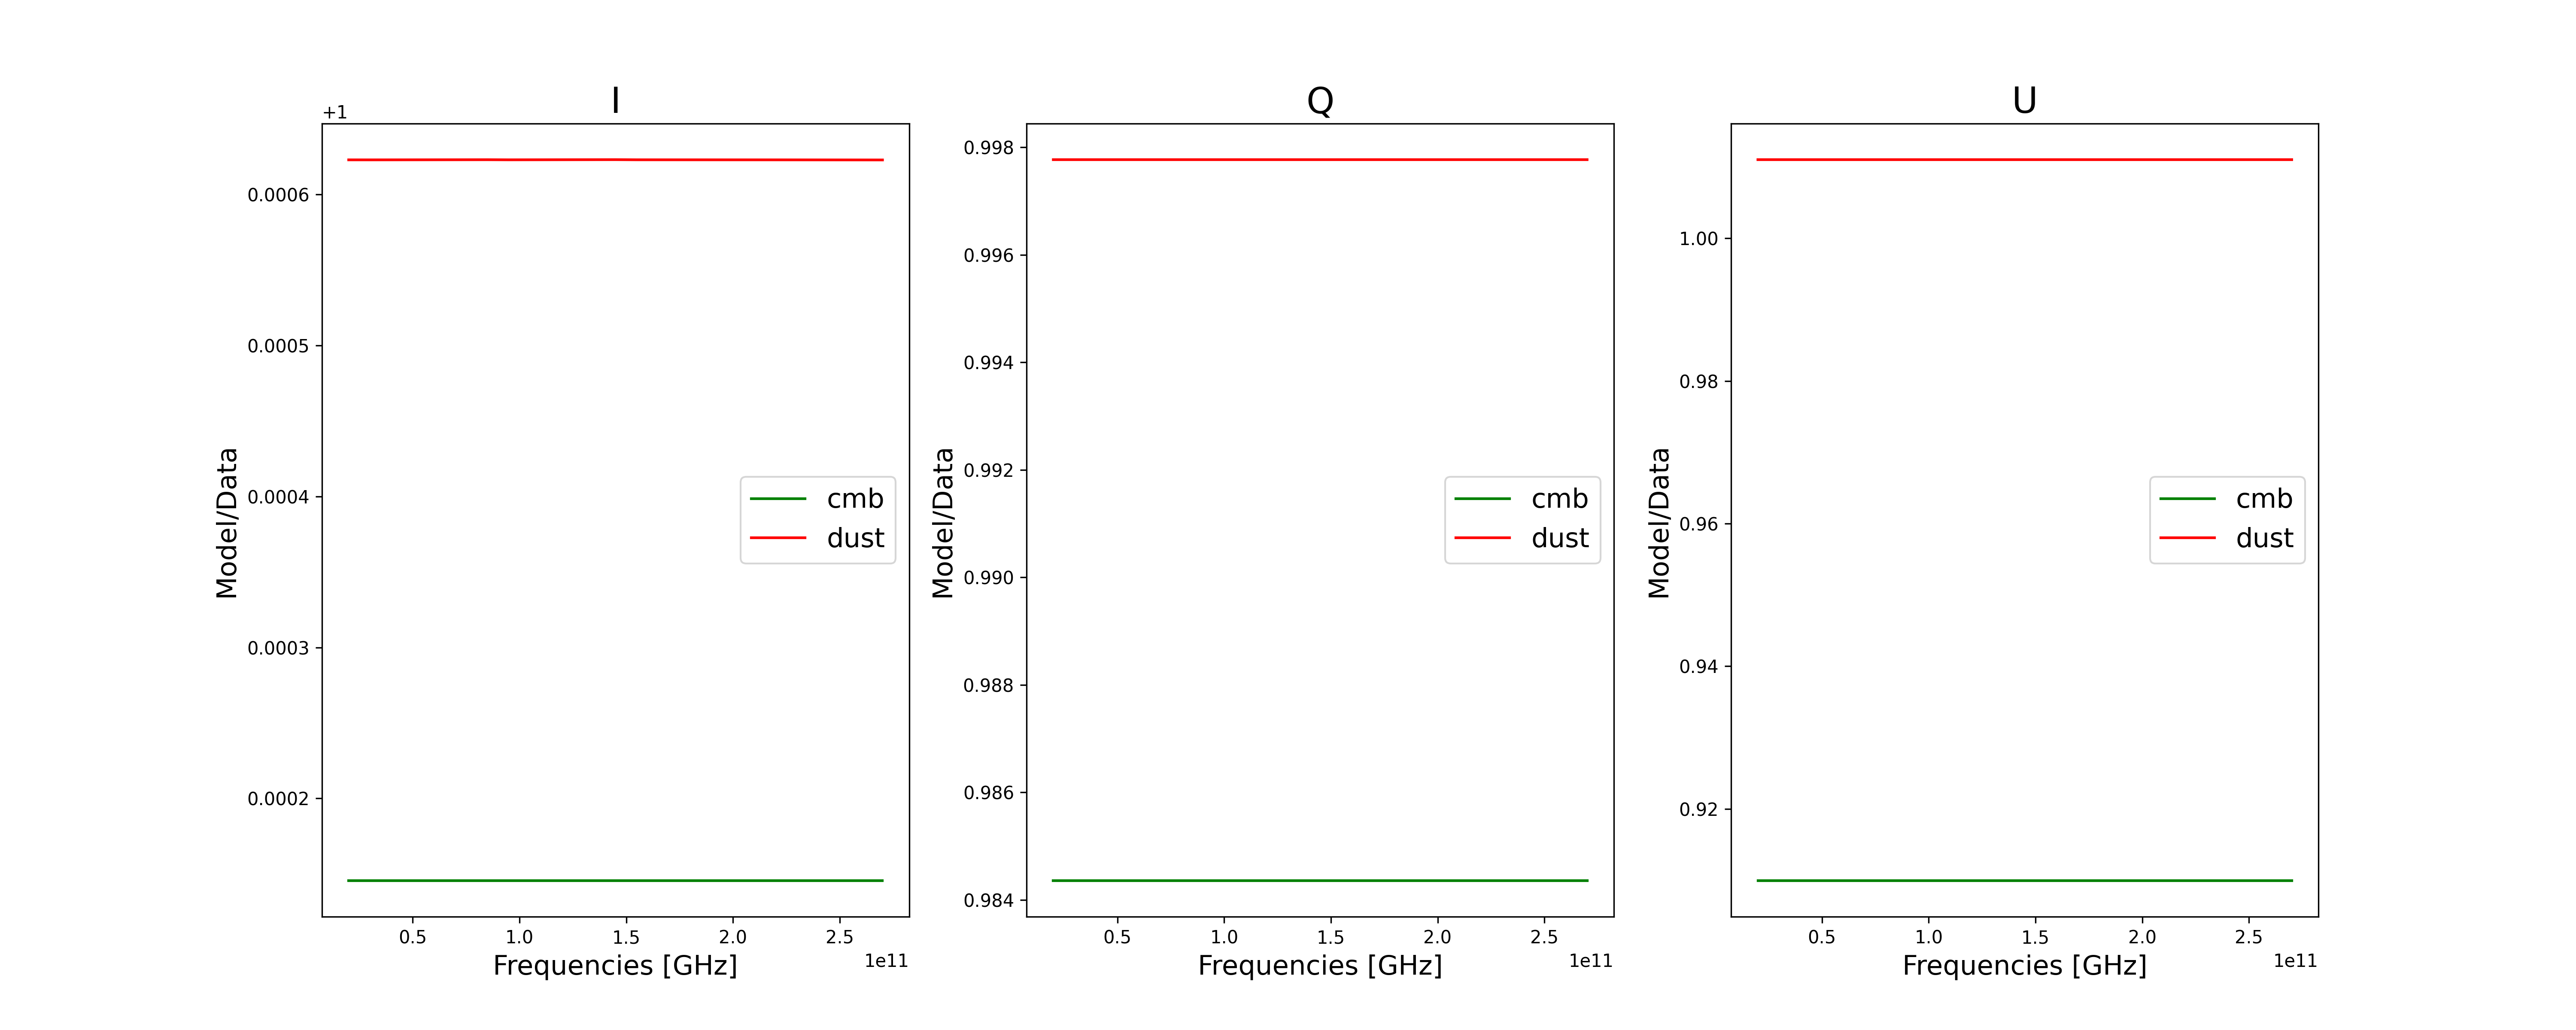 I
+1
0.0006
0.0005
0.0004
0.0003
0.0002
Model/Data
cmb
dust
0.5 1.0 1.5 2.0 2.5
Frequencies [GHz]
1e11
Q
0.998
0.996
0.994
0.992
0.990
0.988
0.986
0.984
Model/Data
cmb
dust
0.5 1.0 1.5 2.0 2.5
Frequencies [GHz]
1e11
U
1.00
0.98
0.96
0.94
0.92
Model/Data
cmb
dust
0.5 1.0 1.5 2.0 2.5
Frequencies [GHz]
1e11